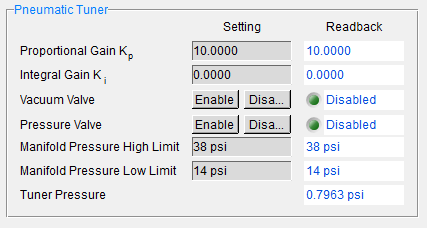 Pneumatic Tuner
Setting Readback
Proportional Gain Kp 10.0000 10.0000
Integral Gain Ki 0.0000 0.0000
Vacuum Valve Enable Disa... Disabled
Pressure Valve Enable Disa... Disabled
Manifold Pressure High Limit 38 psi 38 psi
Manifold Pressure Low Limit 14 psi 14 psi
Tuner Pressure 0.7963 psi